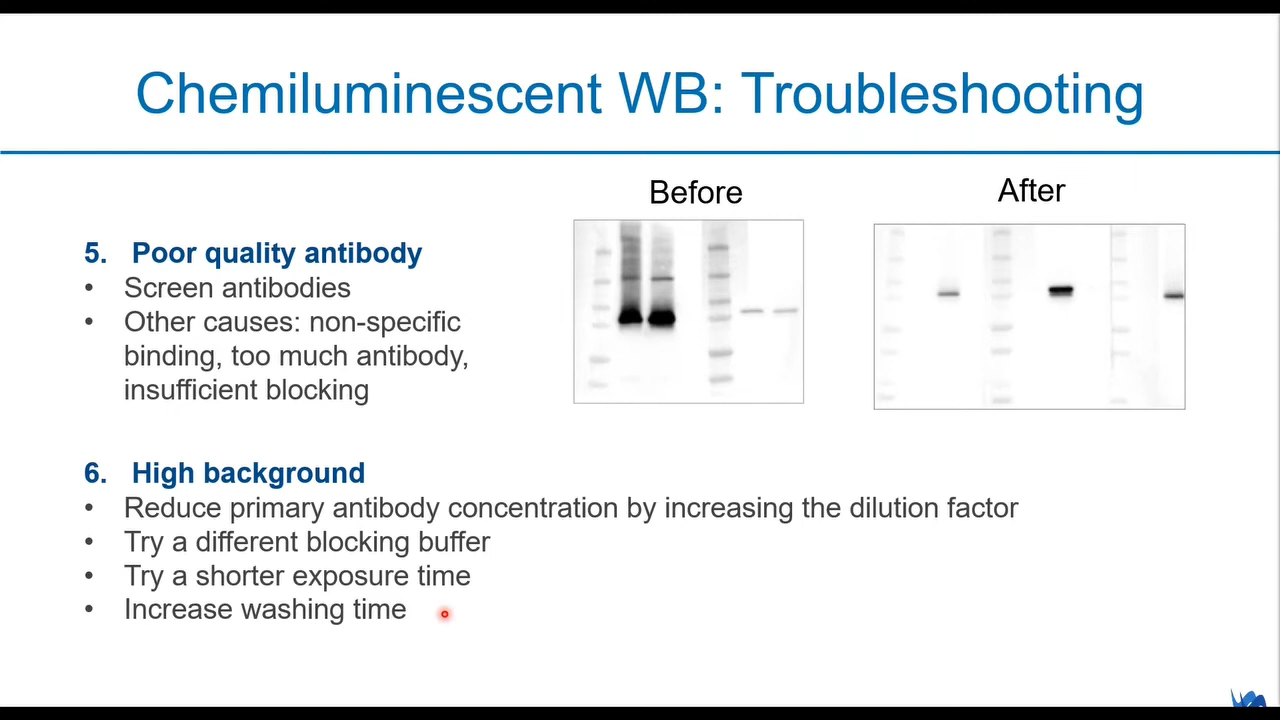 Chemiluminescent WB: Troubleshooting
Before
After
5. Poor quality antibody
• Screen antibodies
• Other causes: non-specific
binding, too much antibody,
insufficient blocking
6. High background
• Reduce primary antibody concentration by increasing the dilution factor
• Try a different blocking buffer
• Try a shorter exposure time
• Increase washing time